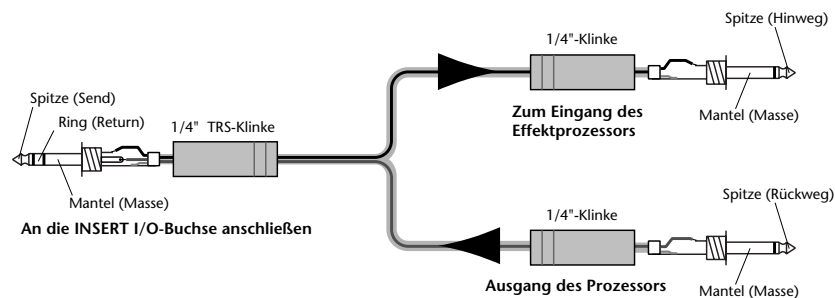 Spitze (Send)
Ring (Return)
1/4" TRS-Klinke
Mantel (Masse)
An die INSERT I/O-Buchse anschließen
Spitze (Hinweg)
1/4"-Klinke
Zum Eingang des
Effektprozessors
Mantel (Masse)
Spitze (Rückweg)
1/4"-Klinke
Ausgang des Prozessors
Mantel (Masse)